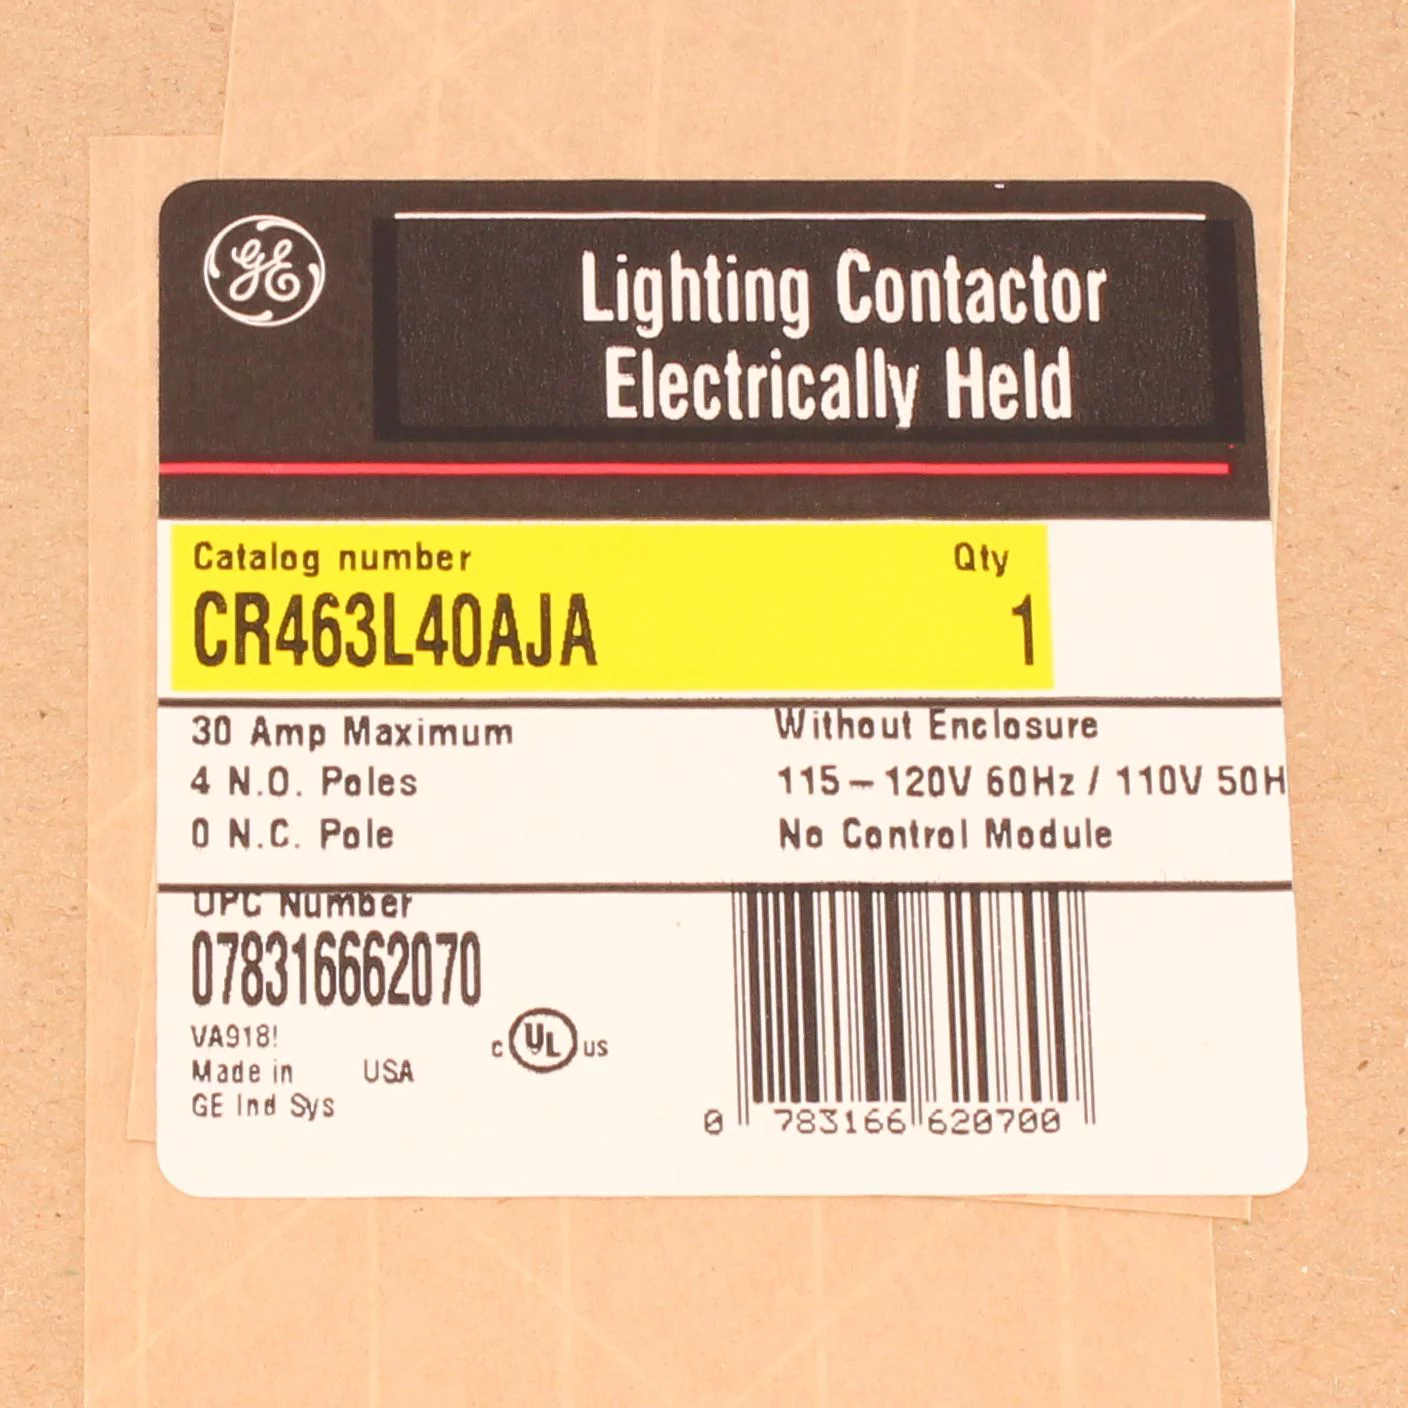 GE
Lighting Contactor
Electrically Held
Catalog number Qty
CR463L40AJA 1
30 Amp Maximum Without Enclosure
4 N.O. Poles 115-120V 60Hz / 110V 50H
0 N.C. Pole No Control Module
UPC Number
078316662070
VA918!
Made in USA
GE Ind Sys
C UL US
0 783166 620700